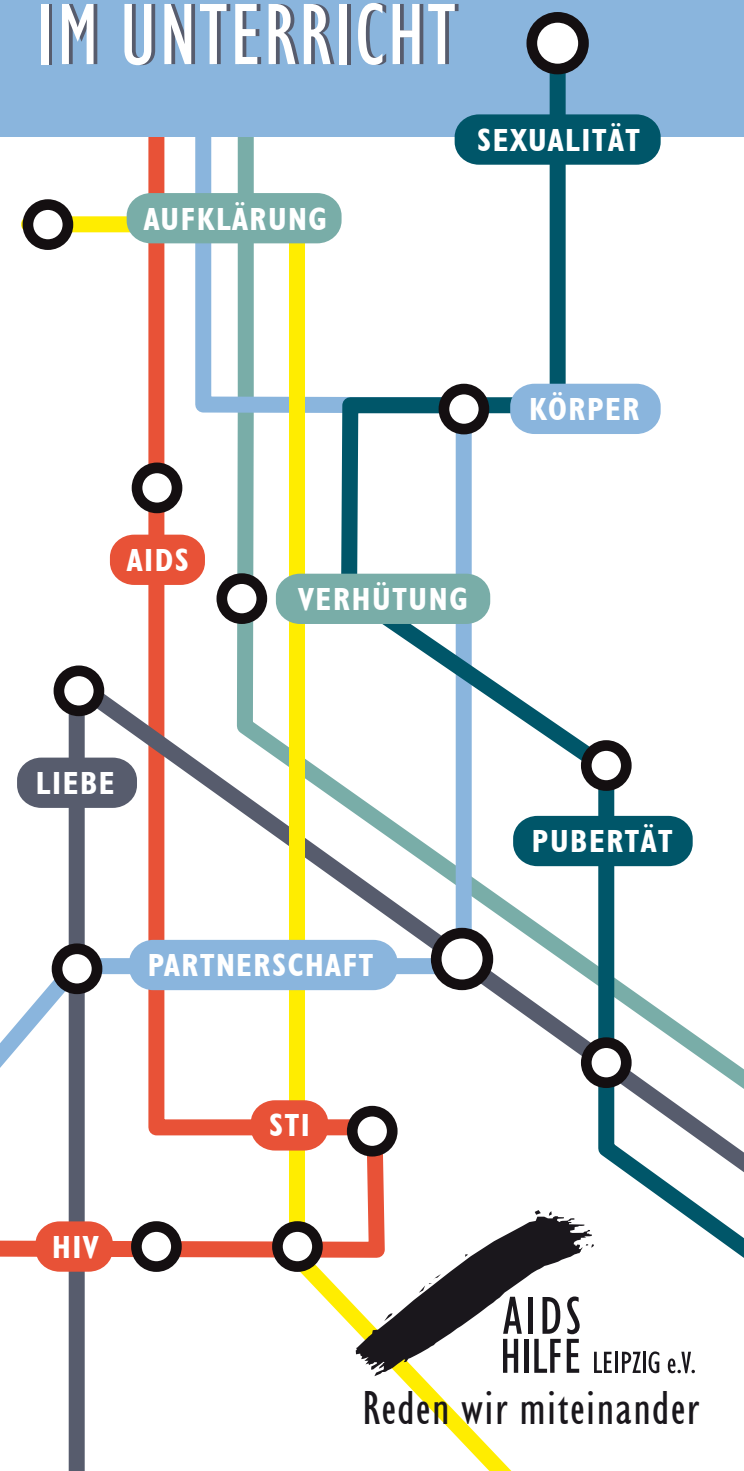 IM UNTERRICHT
SEXUALITÄT
AUFKLÄRUNG
KÖRPER
AIDS
VERHÜTUNG
LIEBE
PUBERTÄT
PARTNERSCHAFT
STI
HIV
AIDS
HILFE LEIPZIG e.V.
Reden wir miteinander